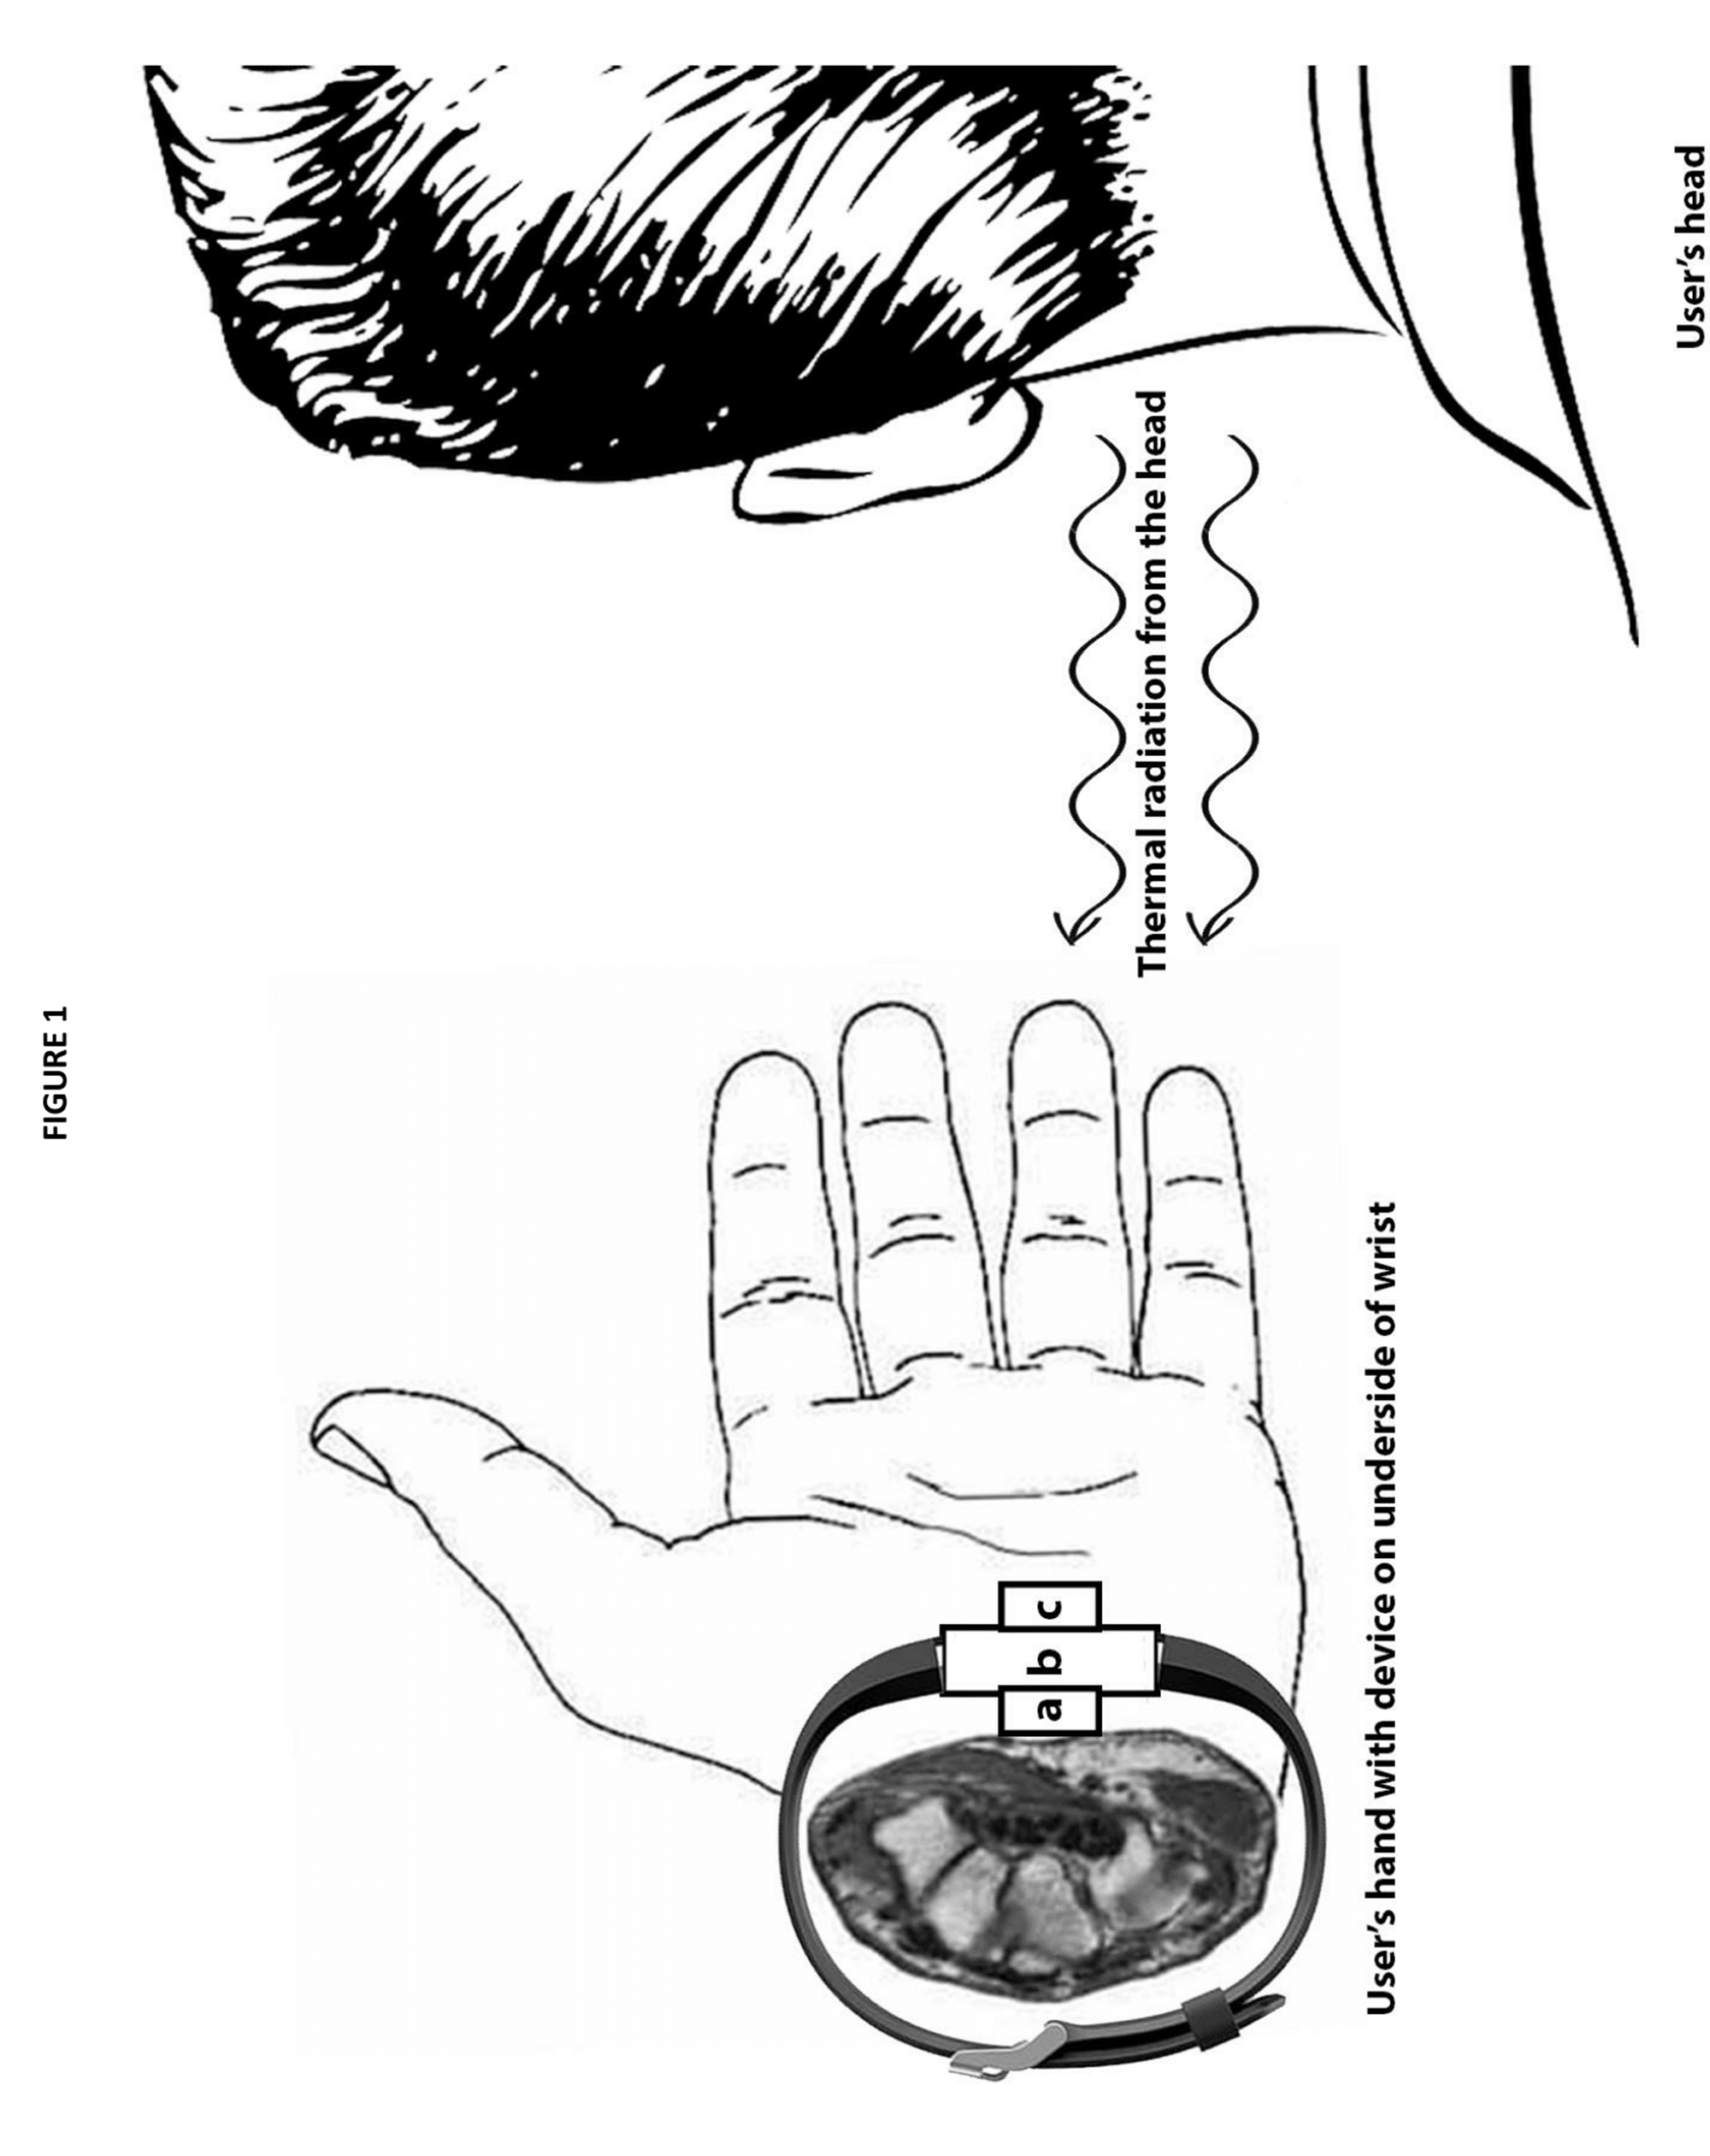 FIGURE 1
Thermal radiation from the head
a
b
c
User's hand with device on underside of wrist
User's head